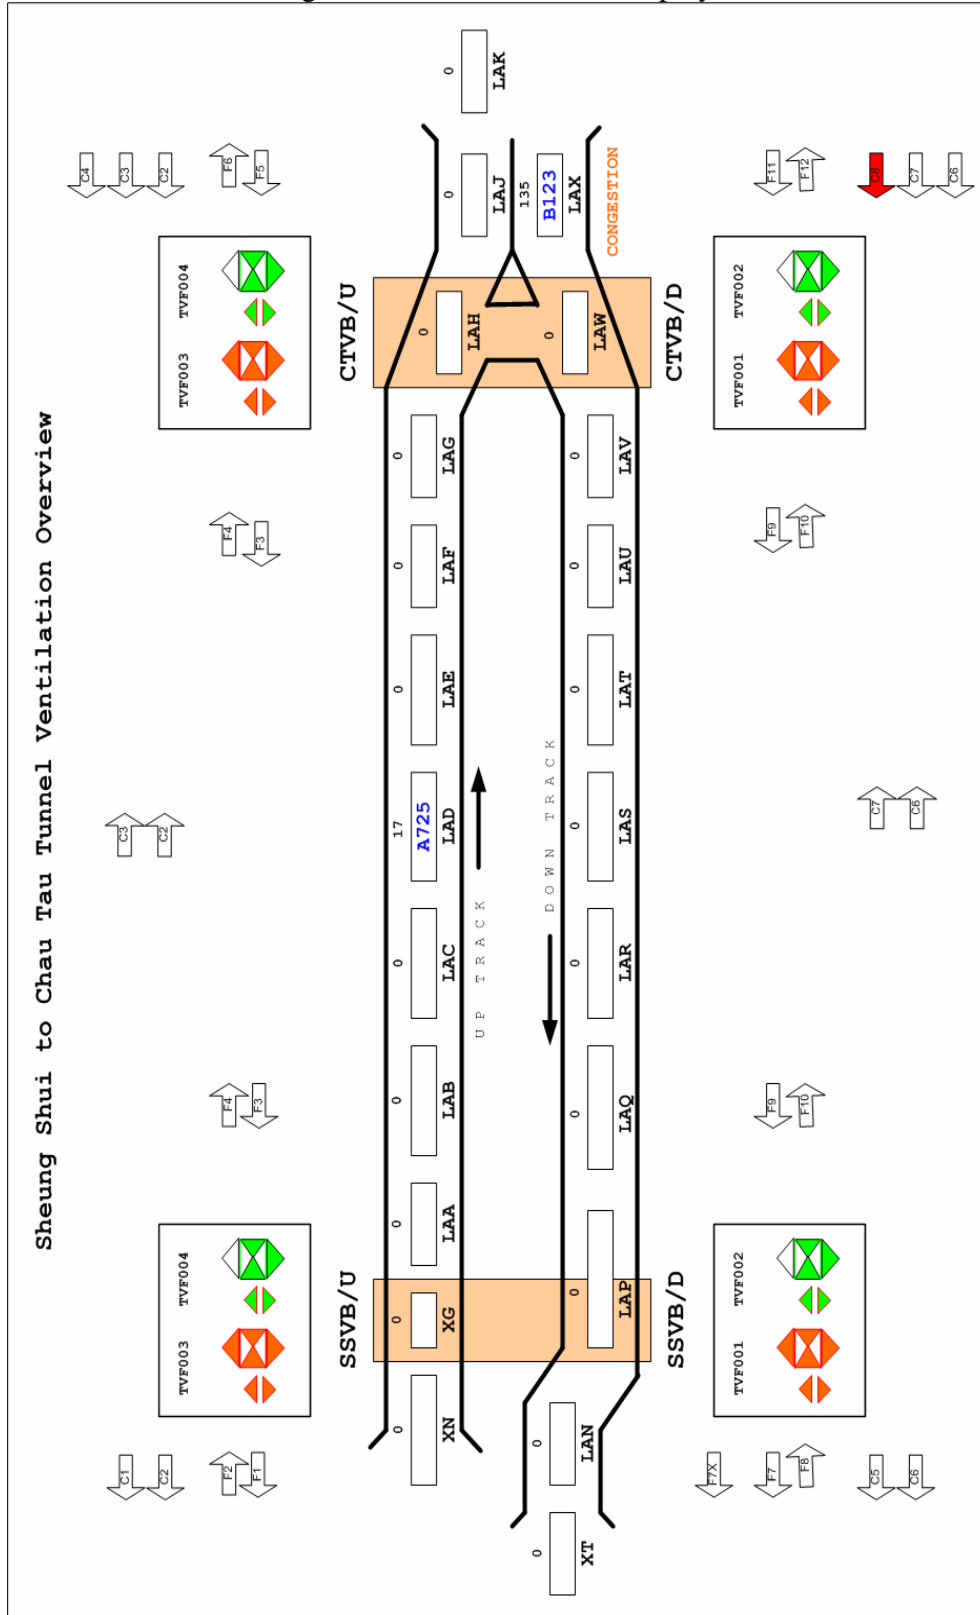 Sheung Shui to Chau Tau Tunnel Ventilation Overview
C4
C1 C3 C3
C2 C2 C2
TVF003 TVF004 TVF003 TVF004
F2 F4 F4 F6
F1 F3 F3 F5
SSVB/U CTVB/U
0 0 0 0 0 17 0 0 0 0 0 0
A725
XN XG LAA LAB LAC LAD LAE LAF LAG LAH LAJ LAK
UP TRACK
135
B123
DOWN TRACK
0 0 0 0 0 0 0 0 0 0
XT LAN LAP LAQ LAR LAS LAT LAU LAV LAW LAX
CONGESTION
SSVB/D CTVB/D
F7X
TVF001 TVF002 TVF001 TVF002
F7 F9 F9 F11
F8 F10 F10 F12
C5 C7 C8
C6 C6 C7
C6